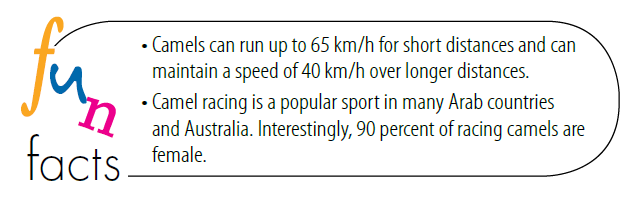 fun
facts
• Camels can run up to 65 km/h for short distances and can
maintain a speed of 40 km/h over longer distances.
• Camel racing is a popular sport in many Arab countries
and Australia. Interestingly, 90 percent of racing camels are
female.